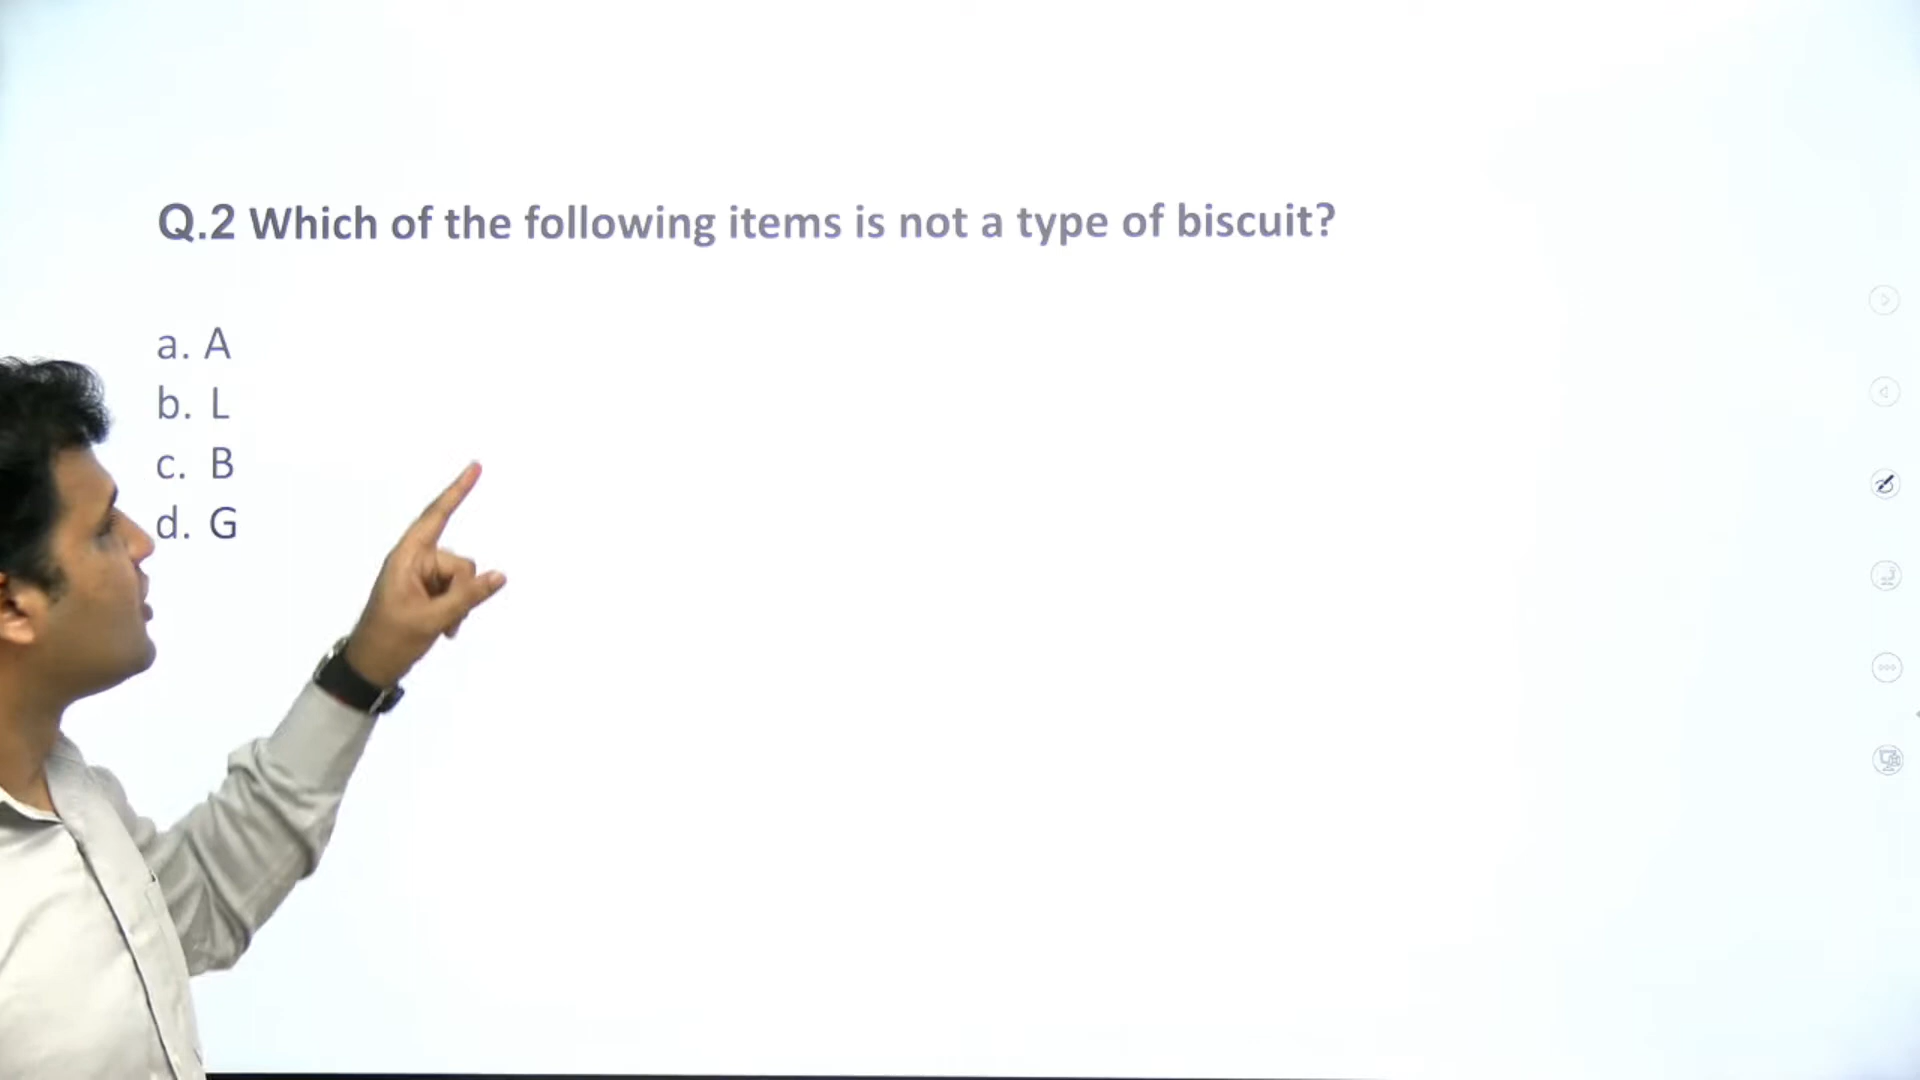 Q.2 Which of the following items is not a type of biscuit?
a. A
b. L
c. B
d. G